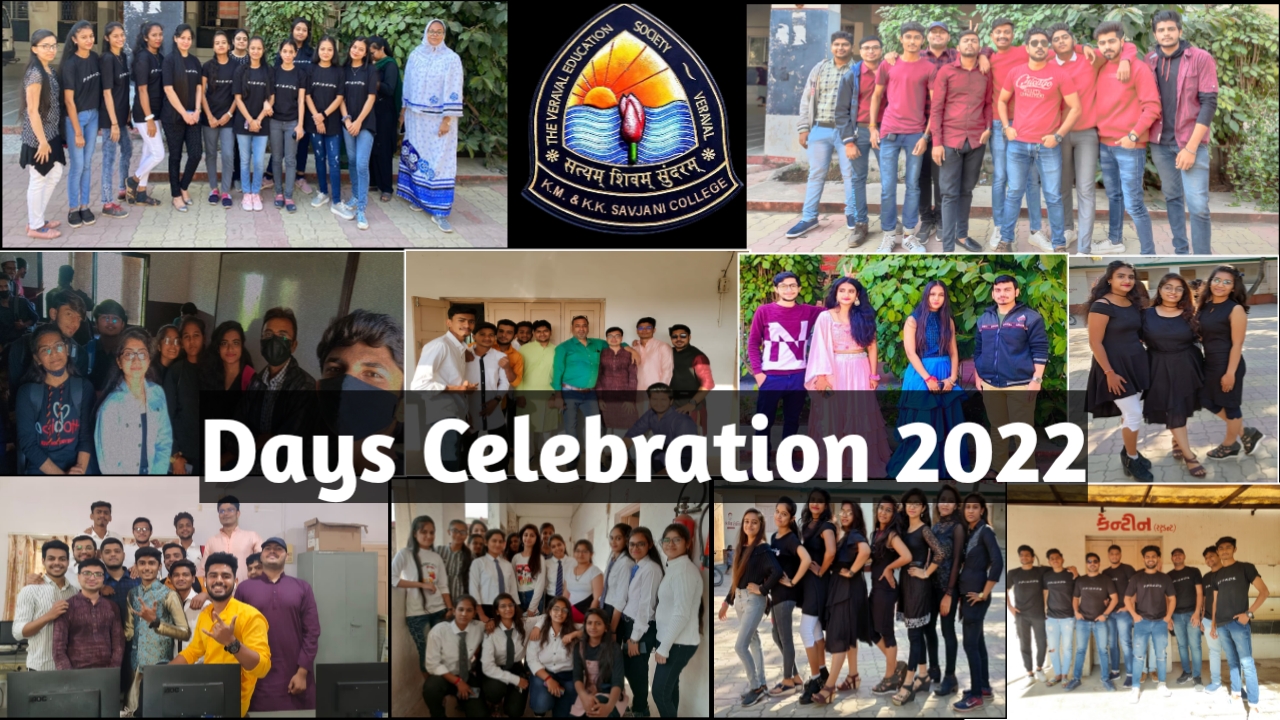 THE VERAVAL EDUCATION SOCIETY ~ VERAVAL
सत्यम् शिवम् सुंदरम्
K.M. & K.K. SAVJANI COLLEGE
Days Celebration 2022
કેન્ટીન